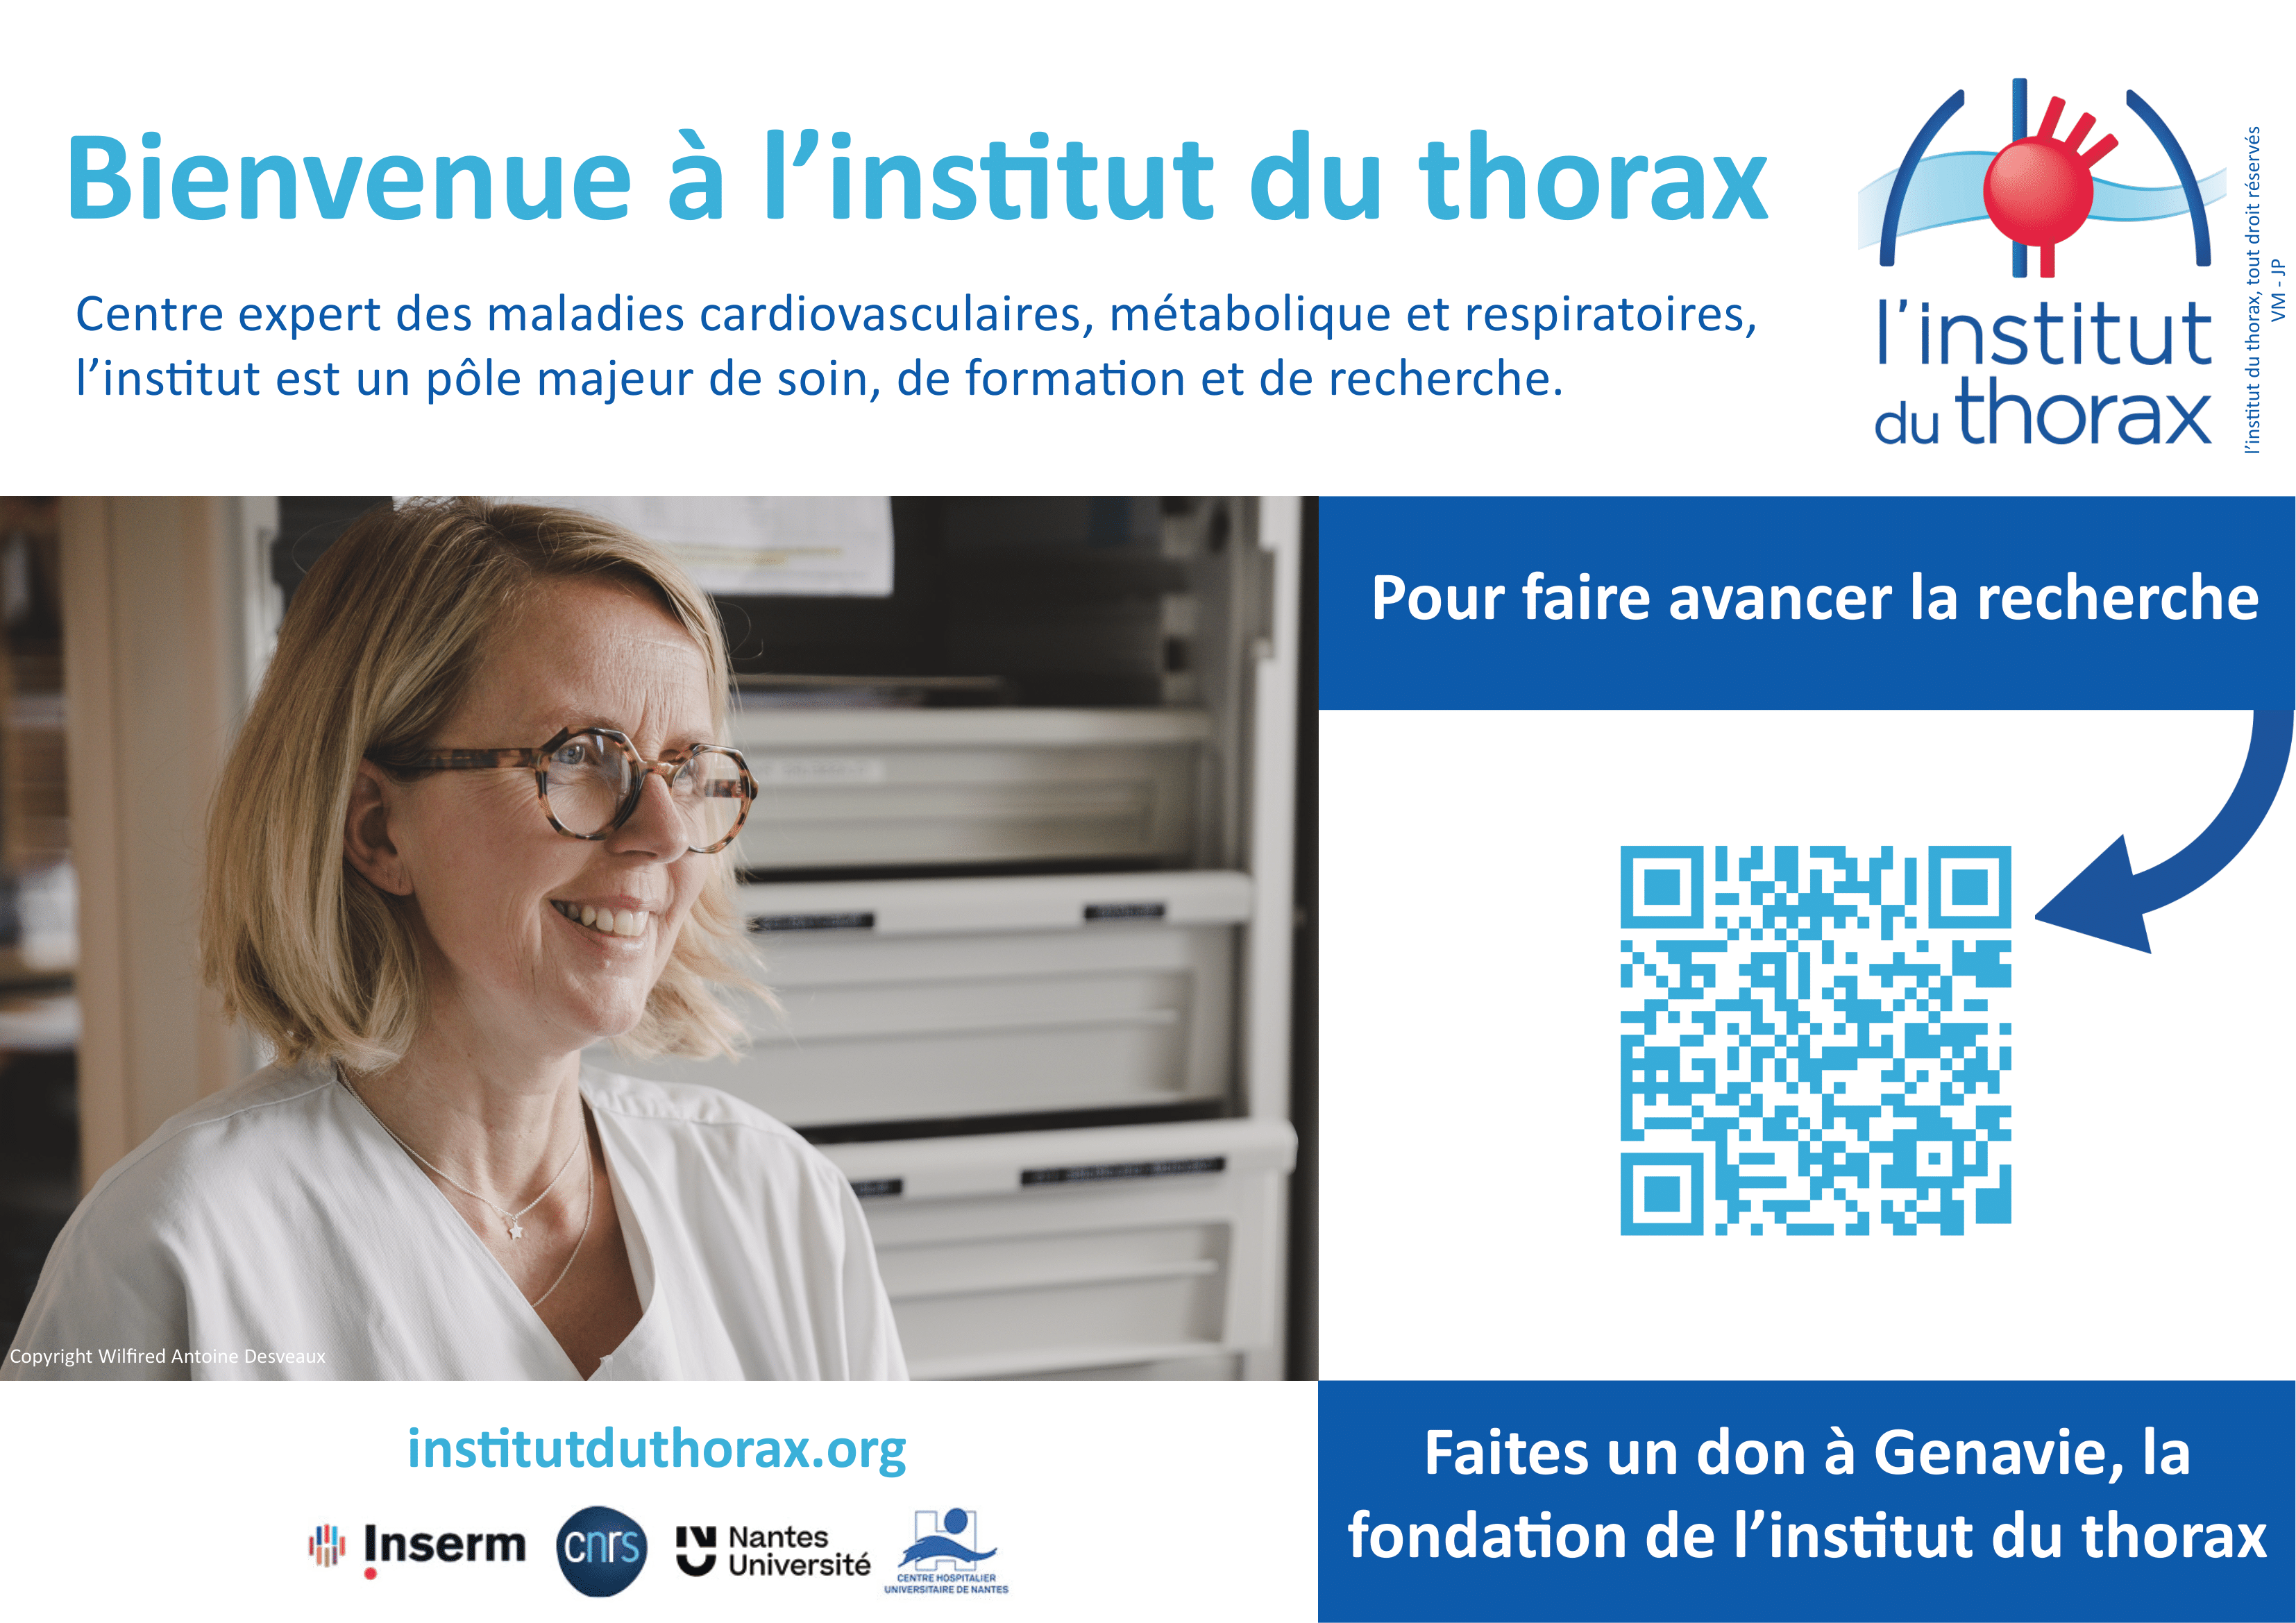 Bienvenue à l’institut du thorax
Centre expert des maladies cardiovasculaires, métabolique et respiratoires,
l’institut est un pôle majeur de soin, de formation et de recherche.
l’institut
du thorax
l’institut du thorax, tout droit réservés
VM - JP
Pour faire avancer la recherche
Copyright Wilfired Antoine Desveaux
institutduthorax.org
Inserm
cnrs
Nantes
Université
CENTRE HOSPITALIER
UNIVERSITAIRE DE NANTES
Faites un don à Genavie, la
fondation de l’institut du thorax